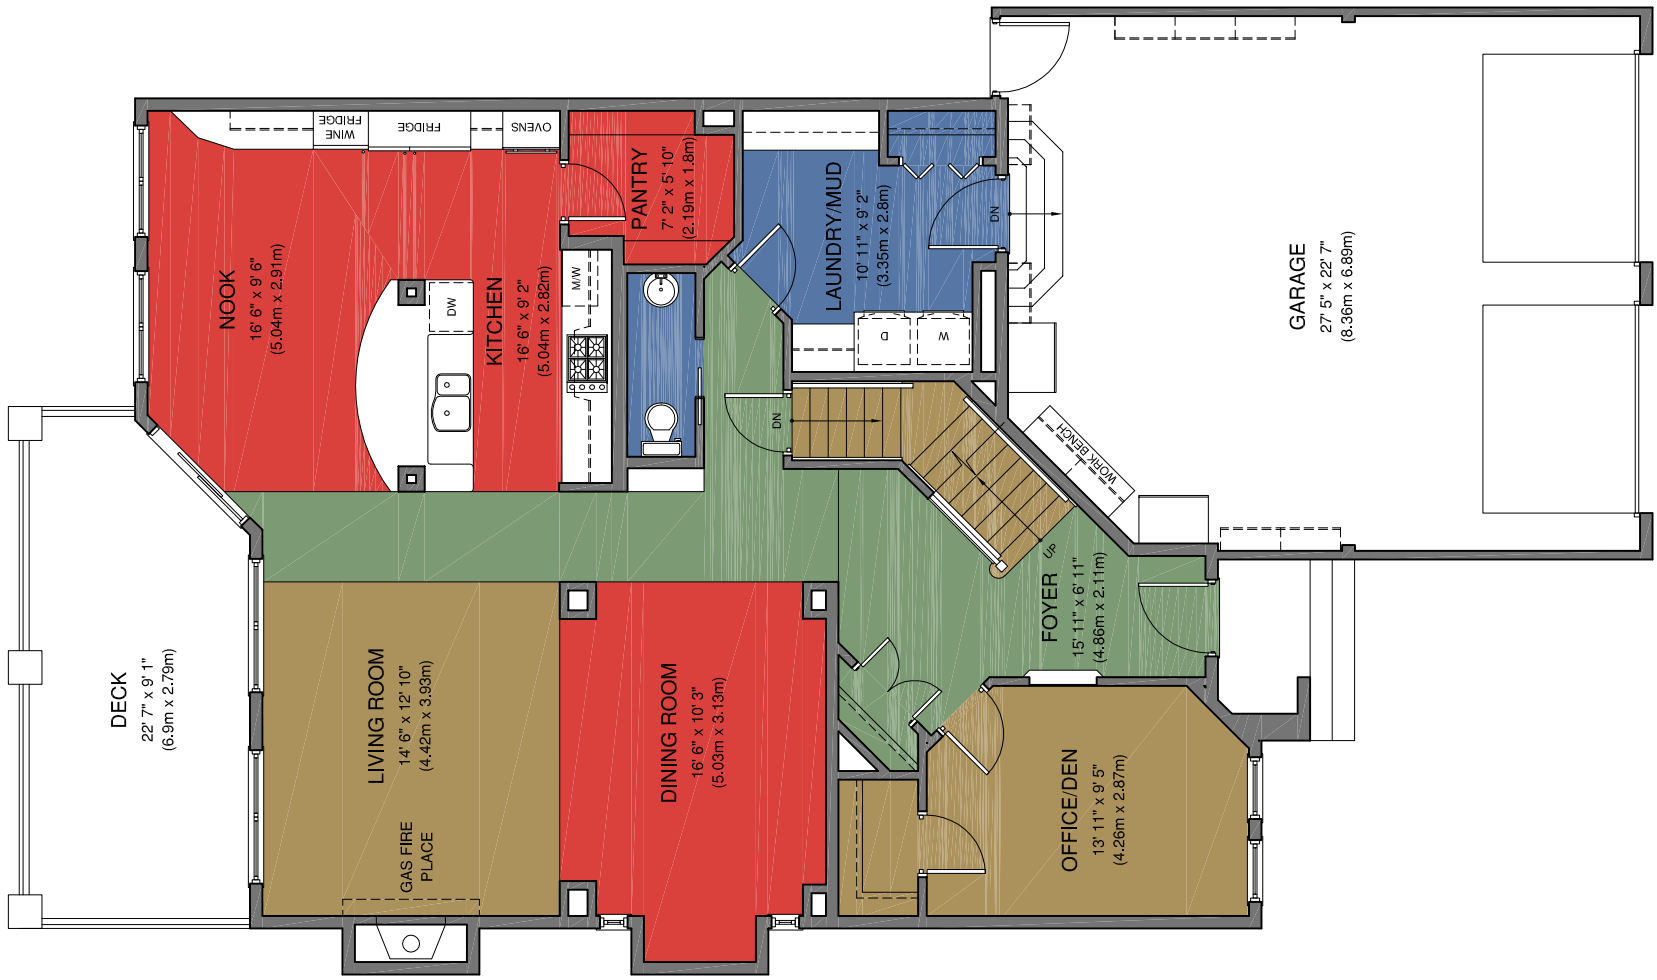 WINE
FRIDGE
FRIDGE
OVENS
PANTRY
7' 2" x 5' 10"
(2.19m x 1.8m)
NOOK
16' 6" x 9' 6"
(5.04m x 2.91m)
DW
KITCHEN
16' 6" x 9' 2"
(5.04m x 2.82m)
M/W
LAUNDRY/MUD
10' 11" x 9' 2"
(3.35m x 2.8m)
DN
D
W
GARAGE
27' 5" x 22' 7"
(8.36m x 6.89m)
WORK BENCH
DN
UP
FOYER
15' 11" x 6' 11"
(4.86m x 2.11m)
DECK
22' 7" x 9' 1"
(6.9m x 2.79m)
LIVING ROOM
14' 6" x 12' 10"
(4.42m x 3.93m)
GAS FIRE
PLACE
DINING ROOM
16' 6" x 10' 3"
(5.03m x 3.13m)
OFFICE/DEN
13' 11" x 9' 5"
(4.26m x 2.87m)